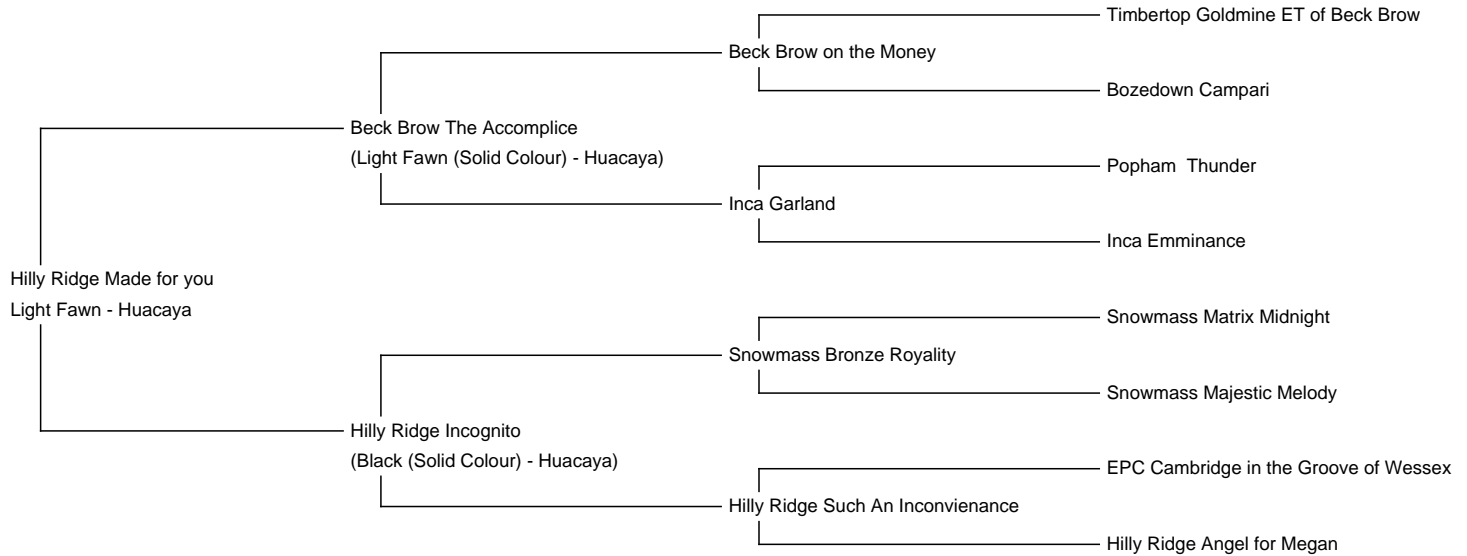 Timbertop Goldmine ET of Beck Brow
Beck Brow on the Money
Bozedown Campari
Beck Brow The Accomplice
(Light Fawn (Solid Colour) - Huacaya)
Popham  Thunder
Inca Garland
Inca Emminance
Hilly Ridge Made for you
Light Fawn - Huacaya
Snowmass Matrix Midnight
Snowmass Bronze Royality
Snowmass Majestic Melody
Hilly Ridge Incognito
(Black (Solid Colour) - Huacaya)
EPC Cambridge in the Groove of Wessex
Hilly Ridge Such An Inconvienance
Hilly Ridge Angel for Megan